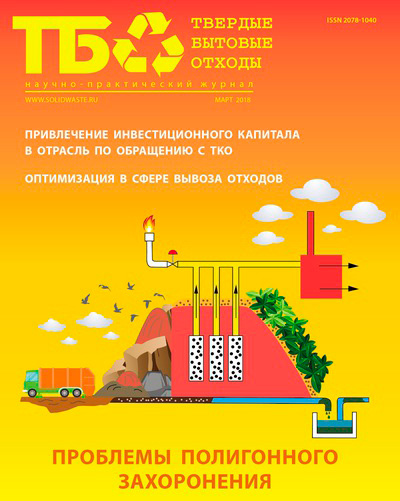 ТБО
ТВЕРДЫЕ
БЫТОВЫЕ
ОТХОДЫ
ISSN 2078-1040
научно-практический журнал
WWW.SOLIDWASTE.RU
МАРТ 2018
ПРИВЛЕЧЕНИЕ ИНВЕСТИЦИОННОГО КАПИТАЛА
В ОТРАСЛЬ ПО ОБРАЩЕНИЮ С ТКО
ОПТИМИЗАЦИЯ В СФЕРЕ ВЫВОЗА ОТХОДОВ
ПРОБЛЕМЫ ПОЛИГОННОГО
ЗАХОРОНЕНИЯ